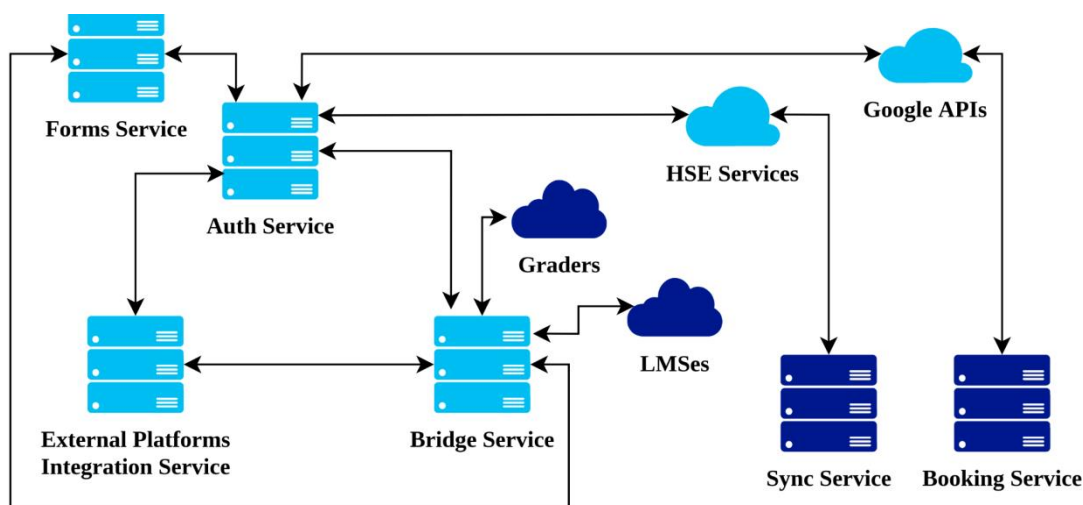 Forms Service
Google APIs
HSE Services
Auth Service
Graders
LMSes
External Platforms
Integration Service
Bridge Service
Sync Service
Booking Service